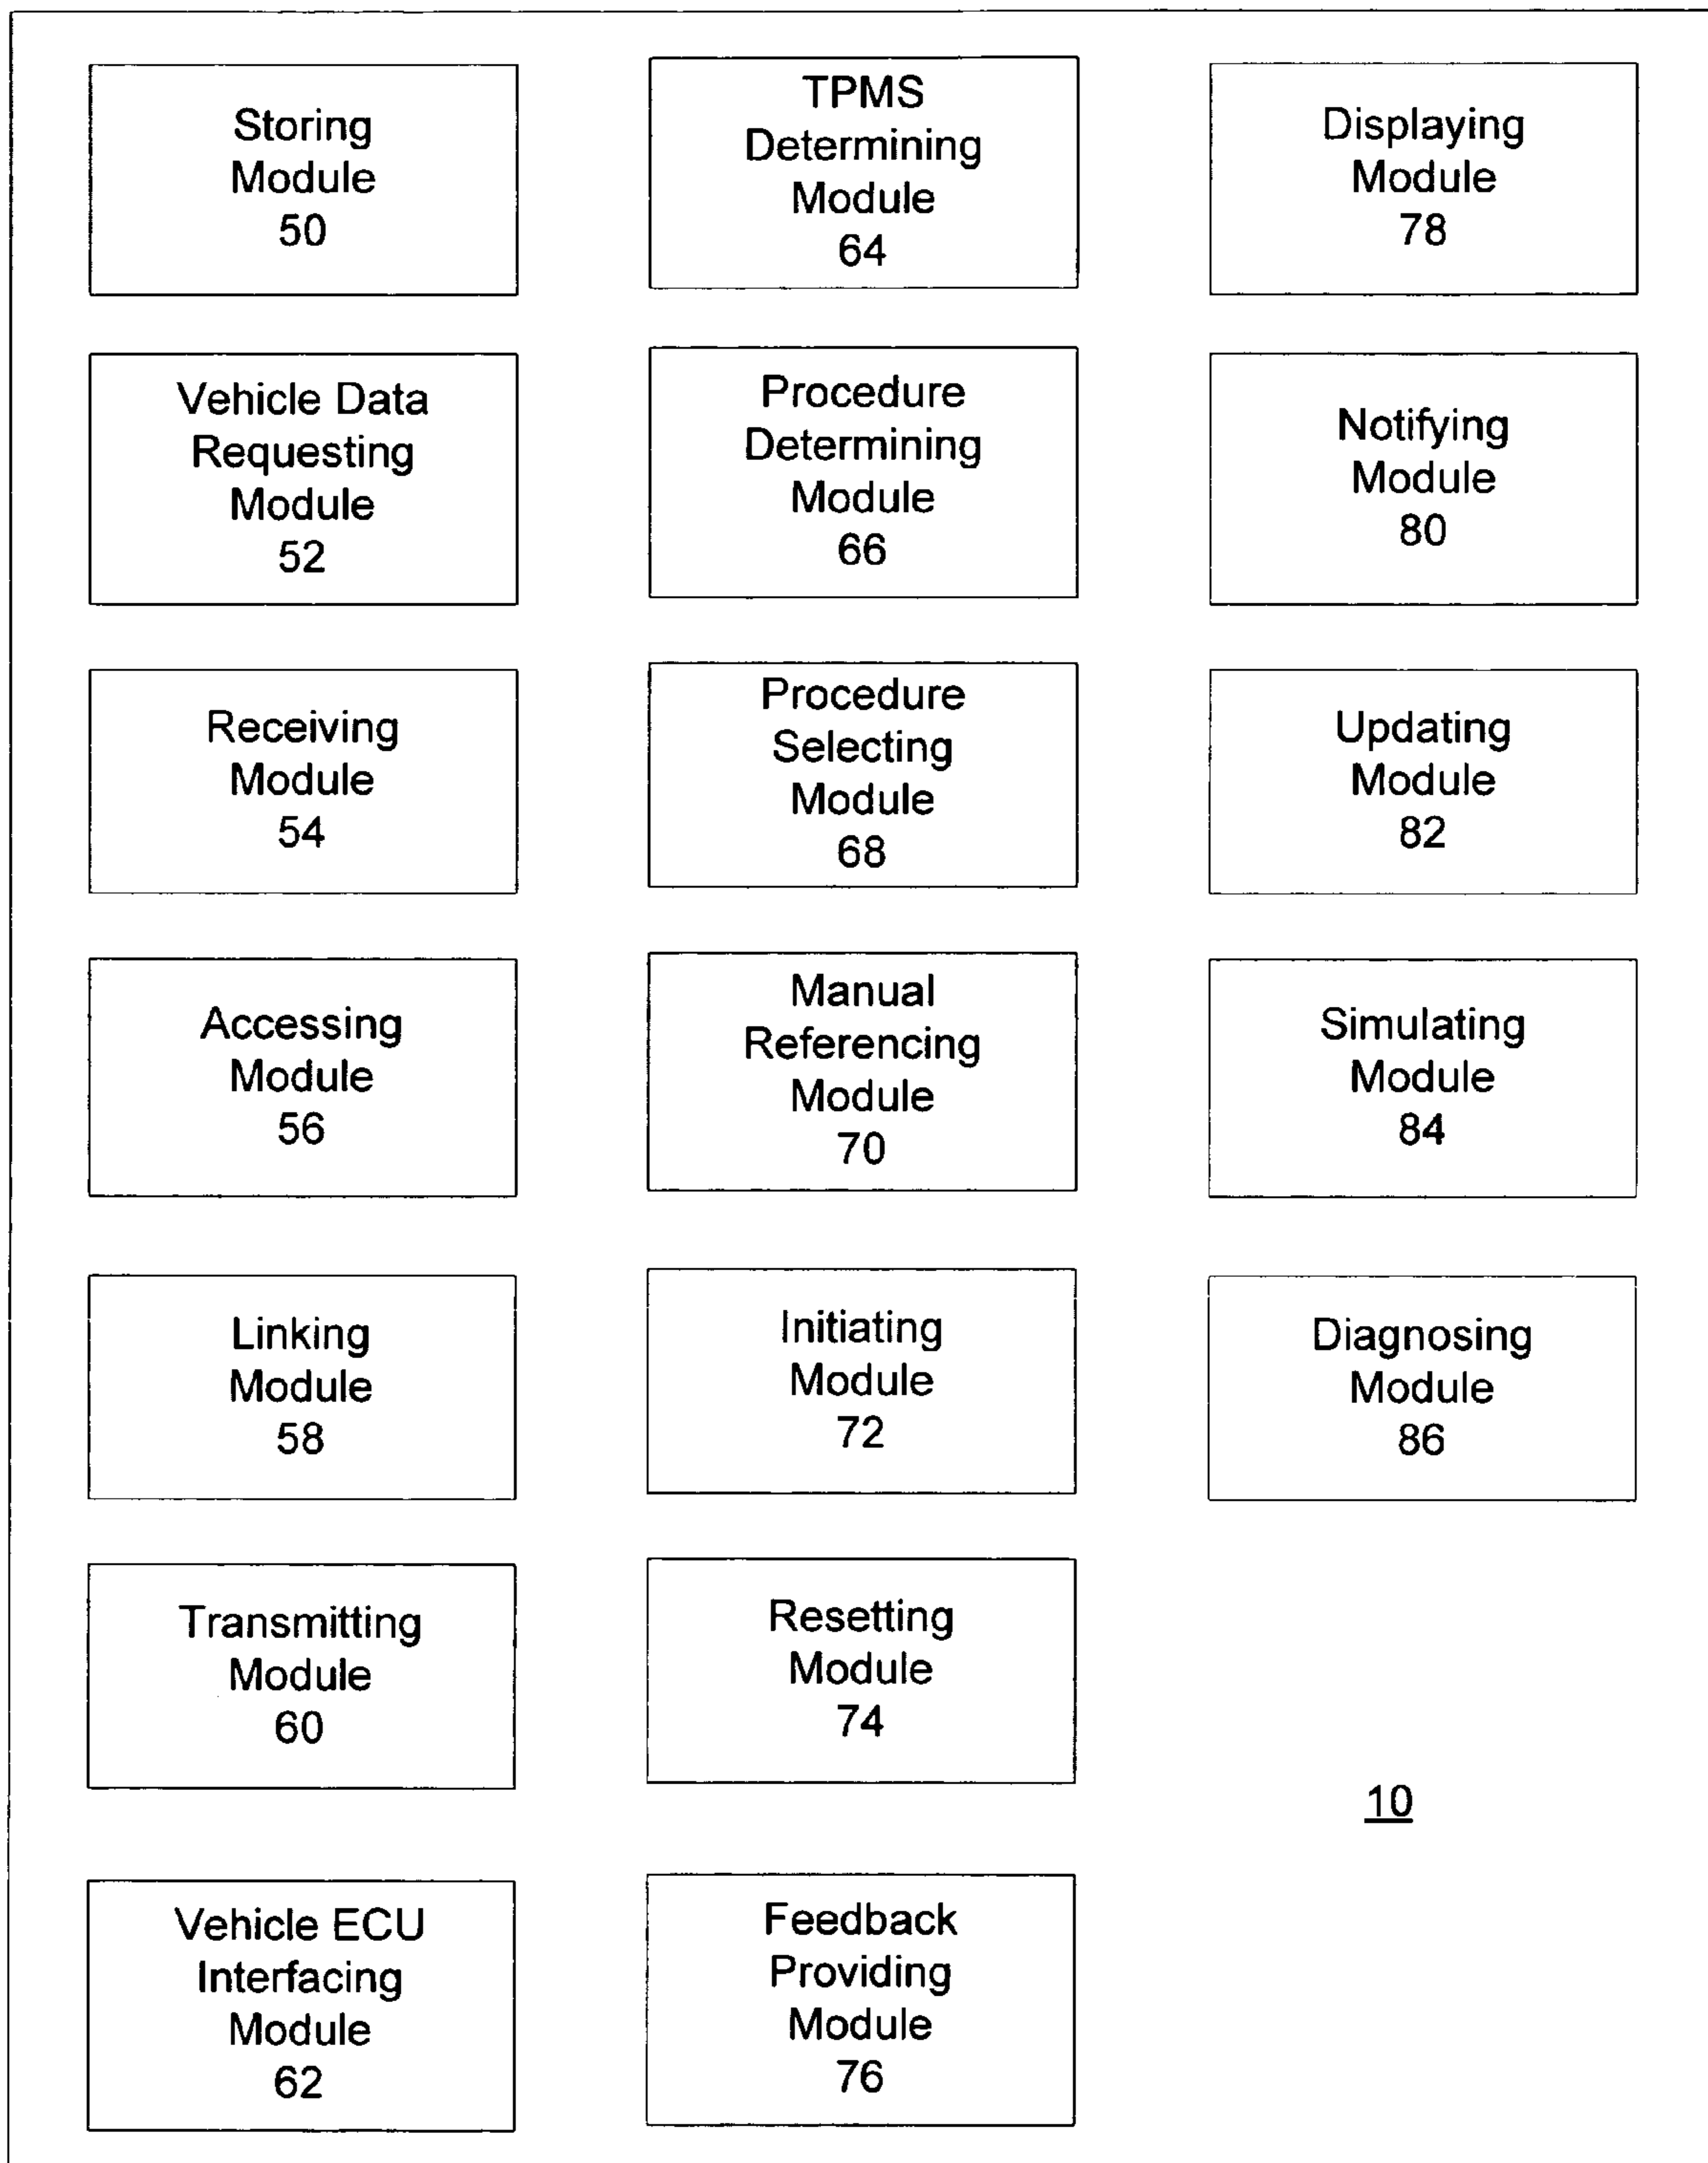 Storing
Module
50
Vehicle Data
Requesting
Module
52
Receiving
Module
54
Accessing
Module
56
Linking
Module
58
Transmitting
Module
60
Vehicle ECU
Interfacing
Module
62
TPMS
Determining
Module
64
Procedure
Determining
Module
66
Procedure
Selecting
Module
68
Manual
Referencing
Module
70
Initiating
Module
72
Resetting
Module
74
Feedback
Providing
Module
76
Displaying
Module
78
Notifying
Module
80
Updating
Module
82
Simulating
Module
84
Diagnosing
Module
86
10